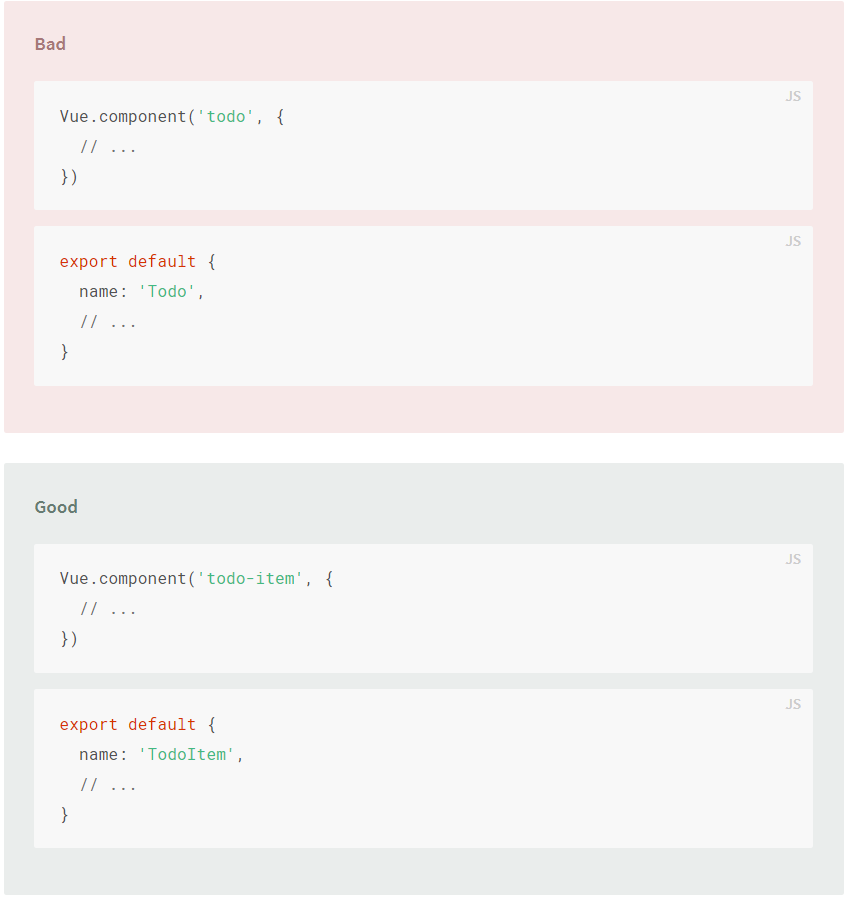 Bad
JS
Vue.component('todo', {
  // ...
})
JS
export default {
  name: 'Todo',
  // ...
}
Good
JS
Vue.component('todo-item', {
  // ...
})
JS
export default {
  name: 'TodoItem',
  // ...
}